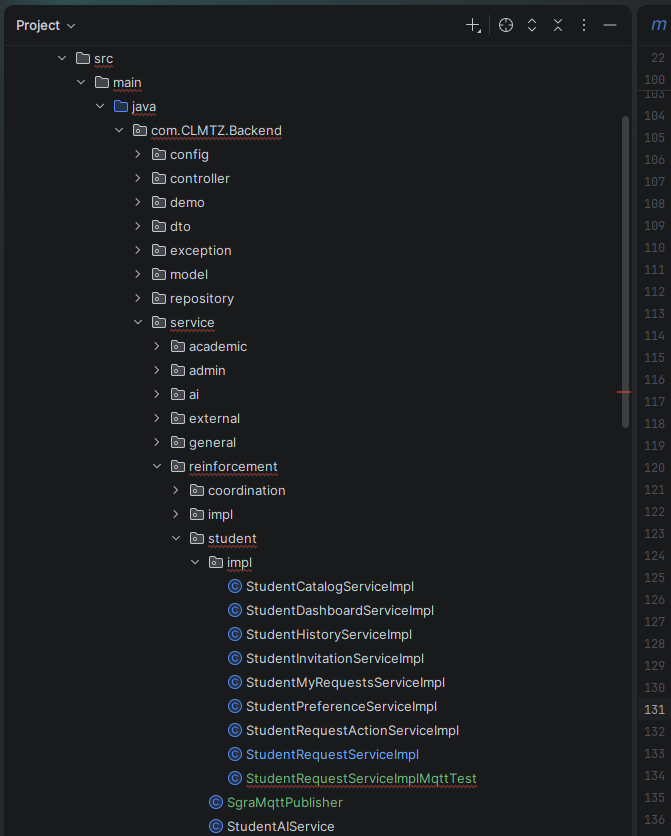 Project
src
main
java
com.CLMTZ.Backend
config
controller
demo
dto
exception
model
repository
service
academic
admin
ai
external
general
reinforcement
coordination
impl
student
impl
StudentCatalogServiceImpl
StudentDashboardServiceImpl
StudentHistoryServiceImpl
StudentInvitationServiceImpl
StudentMyRequestsServiceImpl
StudentPreferenceServiceImpl
StudentRequestActionServiceImpl
StudentRequestServiceImpl
StudentRequestServiceImplMqttTest
SgraMqttPublisher
StudentAIService
m
22
100
103
104
105
106
107
108
109
110
111
112
113
114
115
116
117
118
119
120
121
122
123
124
125
126
127
128
129
130
131
132
133
134
135
136